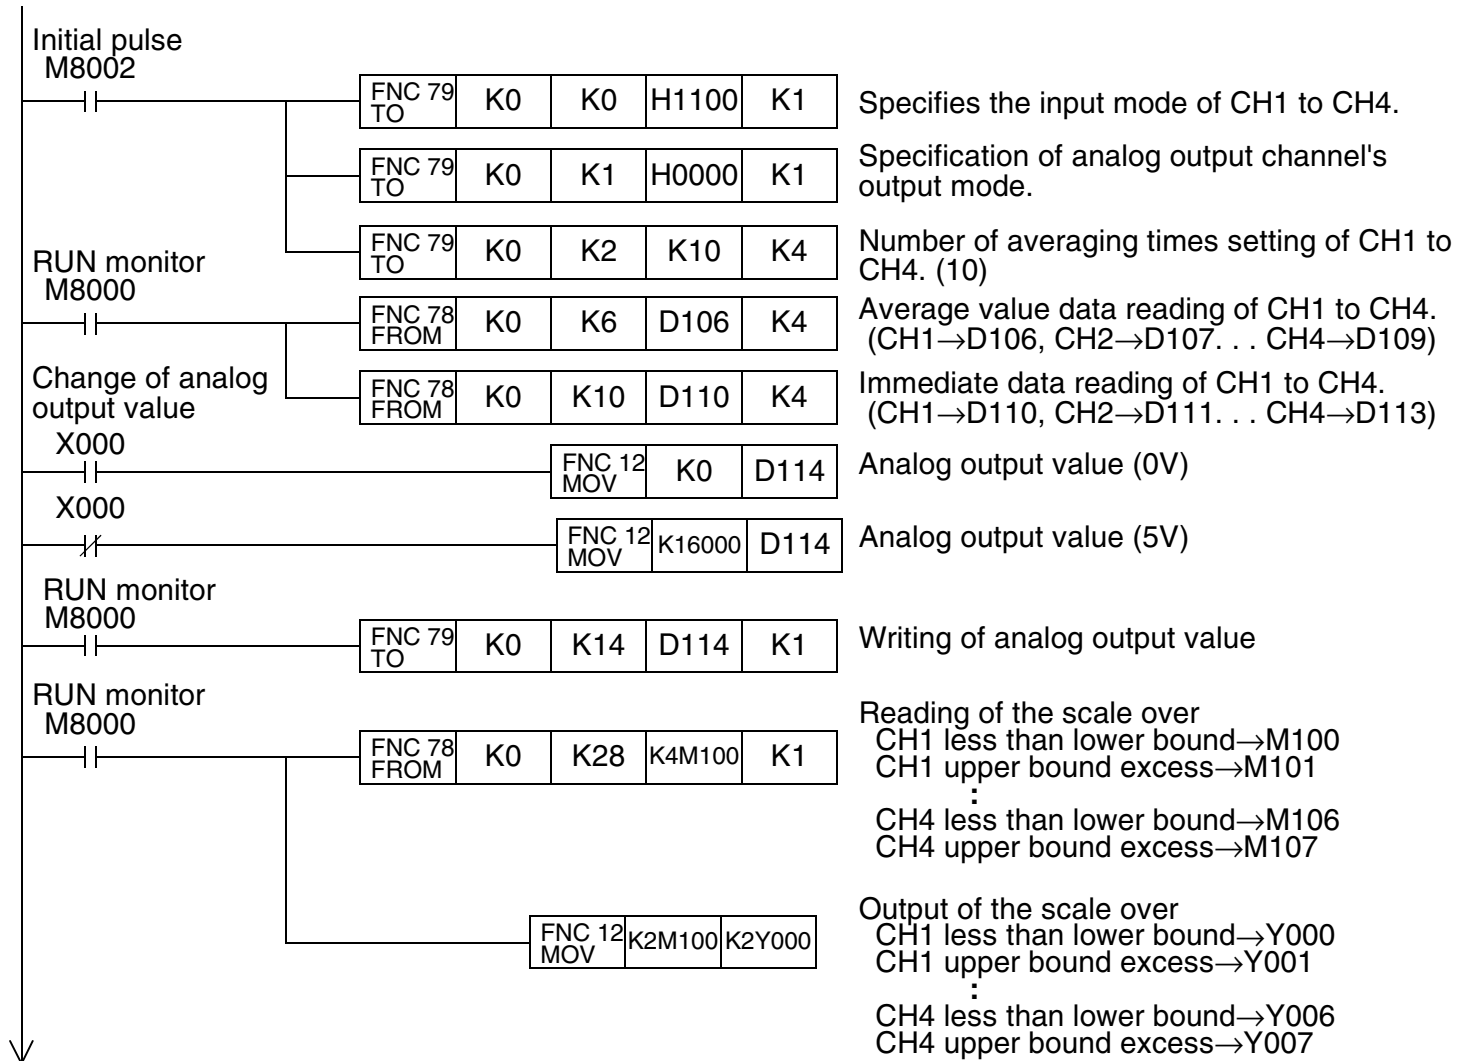 Initial pulse
M8002
FNC 79 TO K0 K0 H1100 K1
Specifies the input mode of CH1 to CH4.
FNC 79 TO K0 K1 H0000 K1
Specification of analog output channel's
output mode.
FNC 79 TO K0 K2 K10 K4
Number of averaging times setting of CH1 to
CH4. (10)
RUN monitor
M8000
FNC 78 FROM K0 K6 D106 K4
Average value data reading of CH1 to CH4.
(CH1→D106, CH2→D107. . . CH4→D109)
FNC 78 FROM K0 K10 D110 K4
Immediate data reading of CH1 to CH4.
(CH1→D110, CH2→D111. . . CH4→D113)
Change of analog
output value
X000
FNC 12 MOV K0 D114
Analog output value (0V)
X000
FNC 12 MOV K16000 D114
Analog output value (5V)
RUN monitor
M8000
FNC 79 TO K0 K14 D114 K1
Writing of analog output value
RUN monitor
M8000
FNC 78 FROM K0 K28 K4M100 K1
Reading of the scale over
CH1 less than lower bound→M100
CH1 upper bound excess→M101
:
CH4 less than lower bound→M106
CH4 upper bound excess→M107
FNC 12 MOV K2M100 K2Y000
Output of the scale over
CH1 less than lower bound→Y000
CH1 upper bound excess→Y001
:
CH4 less than lower bound→Y006
CH4 upper bound excess→Y007